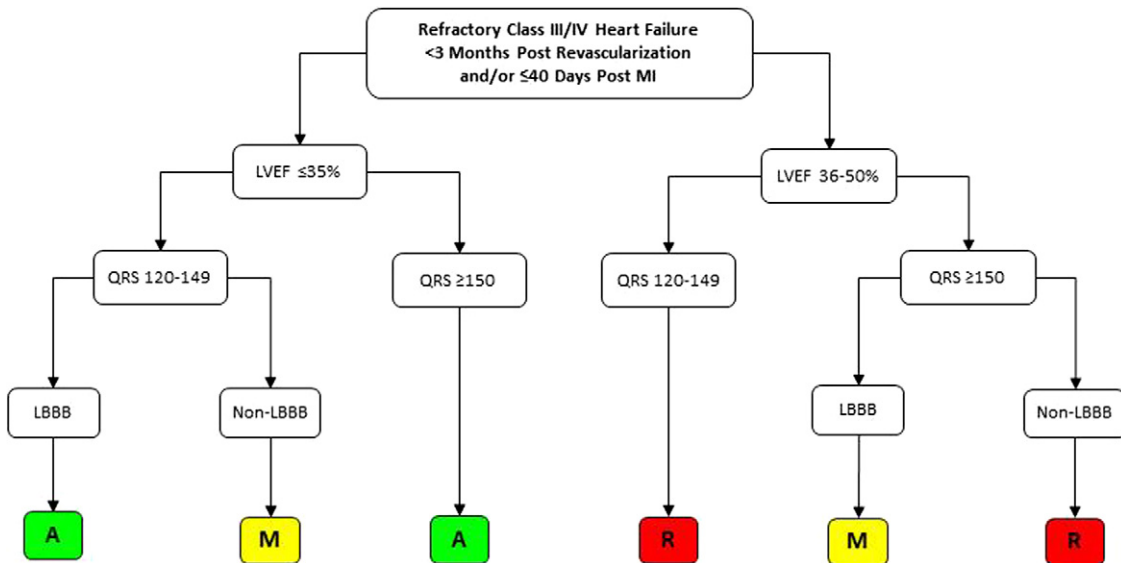 Refractory Class III/IV Heart Failure
<3 Months Post Revascularization
and/or ≤40 Days Post MI
LVEF ≤35%
LVEF 36-50%
QRS 120-149
QRS ≥150
QRS 120-149
QRS ≥150
LBBB
Non-LBBB
LBBB
Non-LBBB
A
M
A
R
M
R